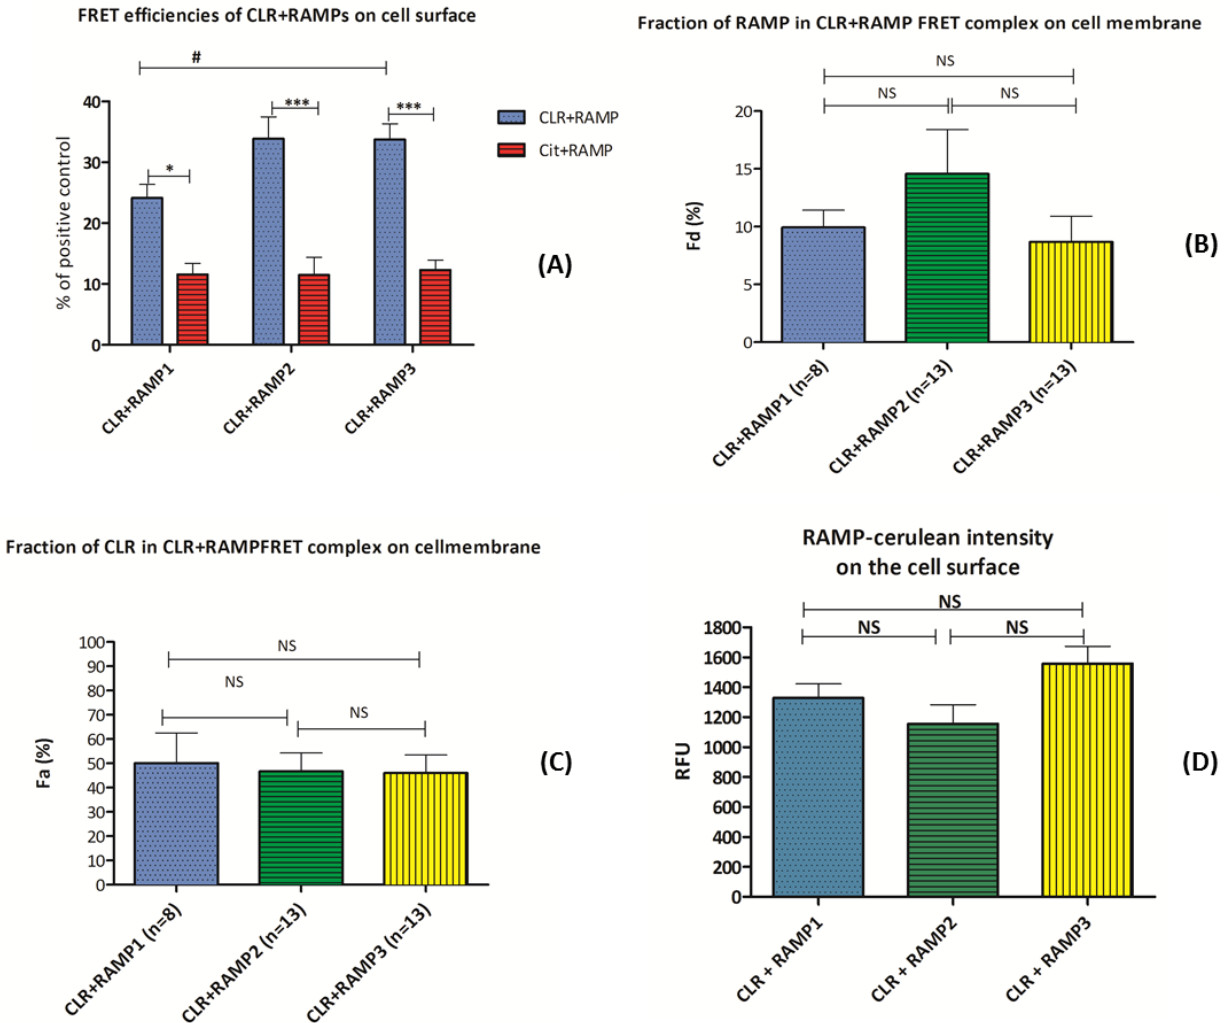 FRET efficiencies of CLR+RAMPs on cell surface
#
***
***
*
% of positive control
40
30
20
10
0
CLR+RAMP
Cit+RAMP
(A)
CLR+RAMP1
CLR+RAMP2
CLR+RAMP3
Fraction of RAMP in CLR+RAMP FRET complex on cell membrane
NS
NS
NS
Fd (%)
20
15
10
5
0
(B)
CLR+RAMP1 (n=8)
CLR+RAMP2 (n=13)
CLR+RAMP3 (n=13)
Fraction of CLR in CLR+RAMPFRET complex on cellmembrane
NS
NS
NS
Fa (%)
100
90
80
70
60
50
40
30
20
10
0
(C)
CLR+RAMP1 (n=8)
CLR+RAMP2 (n=13)
CLR+RAMP3 (n=13)
RAMP-cerulean intensity
on the cell surface
NS
NS
NS
RFU
1800
1600
1400
1200
1000
800
600
400
200
0
(D)
CLR + RAMP1
CLR + RAMP2
CLR + RAMP3